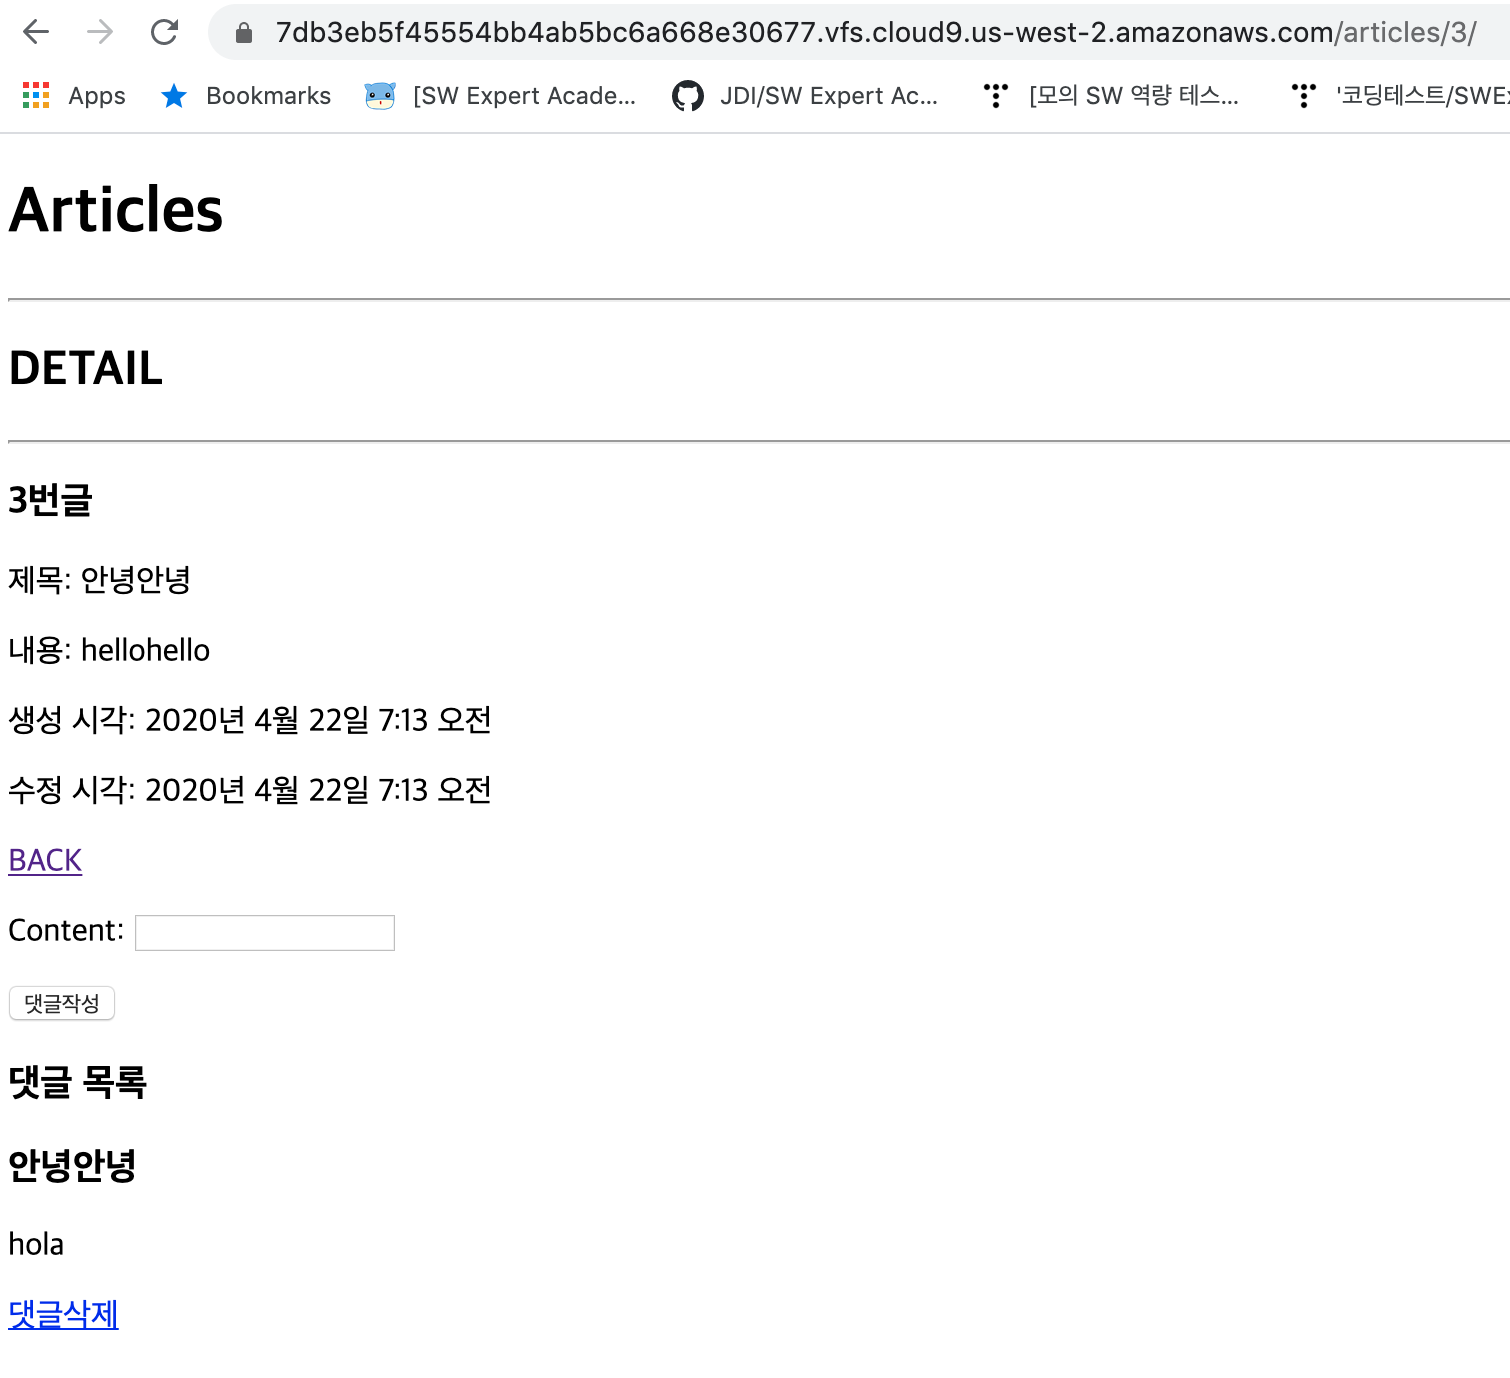 7db3eb5f45554bb4ab5bc6a668e30677.vfs.cloud9.us-west-2.amazonaws.com/articles/3/
Apps Bookmarks [SW Expert Acade... JDI/SW Expert Ac... [모의 SW 역량 테스... '코딩테스트/SWEx
Articles
DETAIL
3번글
제목: 안녕안녕
내용: hellohello
생성 시각: 2020년 4월 22일 7:13 오전
수정 시각: 2020년 4월 22일 7:13 오전
BACK
Content:
댓글작성
댓글 목록
안녕안녕
hola
댓글삭제